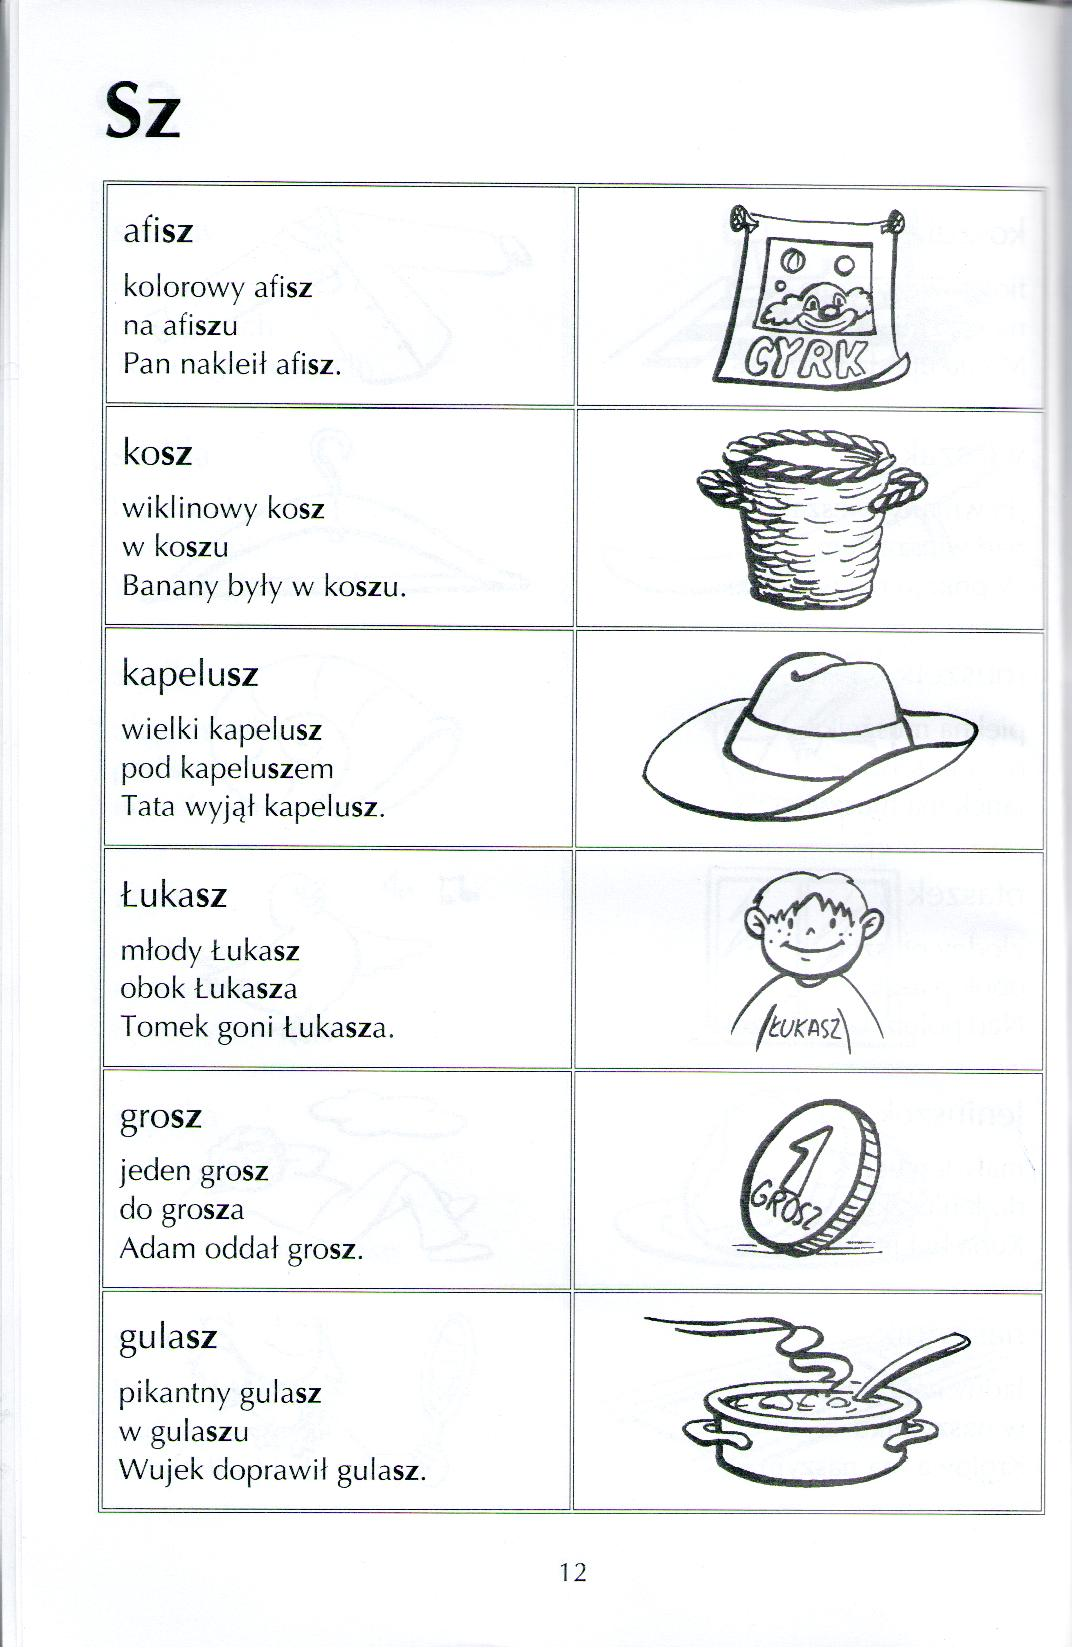 Sz
afisz
kolorowy afisz
na afiszu
Pan nakleił afisz.
CYRK
kosz
wiklinowy kosz
w koszu
Banany były w koszu.
kapelusz
wielki kapelusz
pod kapeluszem
Tata wyjął kapelusz.
Łukasz
młody Łukasz
obok Łukasza
Tomek goni Łukasza.
ŁUKASZ
grosz
jeden grosz
do grosza
Adam oddał grosz.
1
GROSZ
gulasz
pikantny gulasz
w gulaszu
Wujek doprawił gulasz.
12